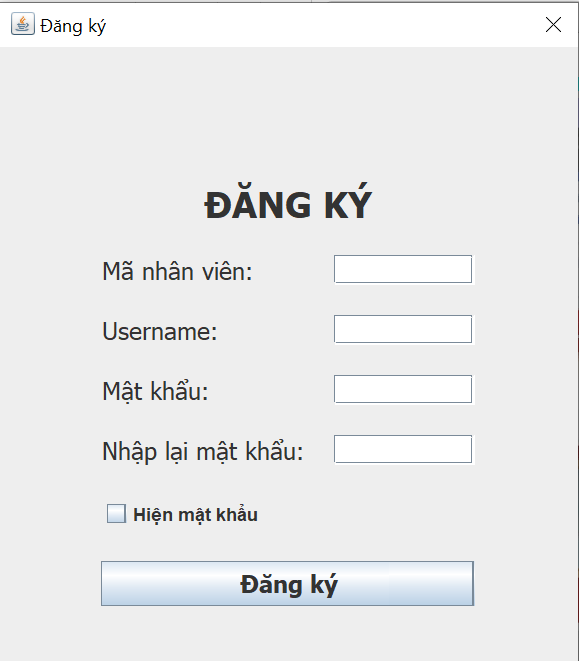 Đăng ký
ĐĂNG KÝ
Mã nhân viên:
Username:
Mật khẩu:
Nhập lại mật khẩu:
Hiện mật khẩu
Đăng ký